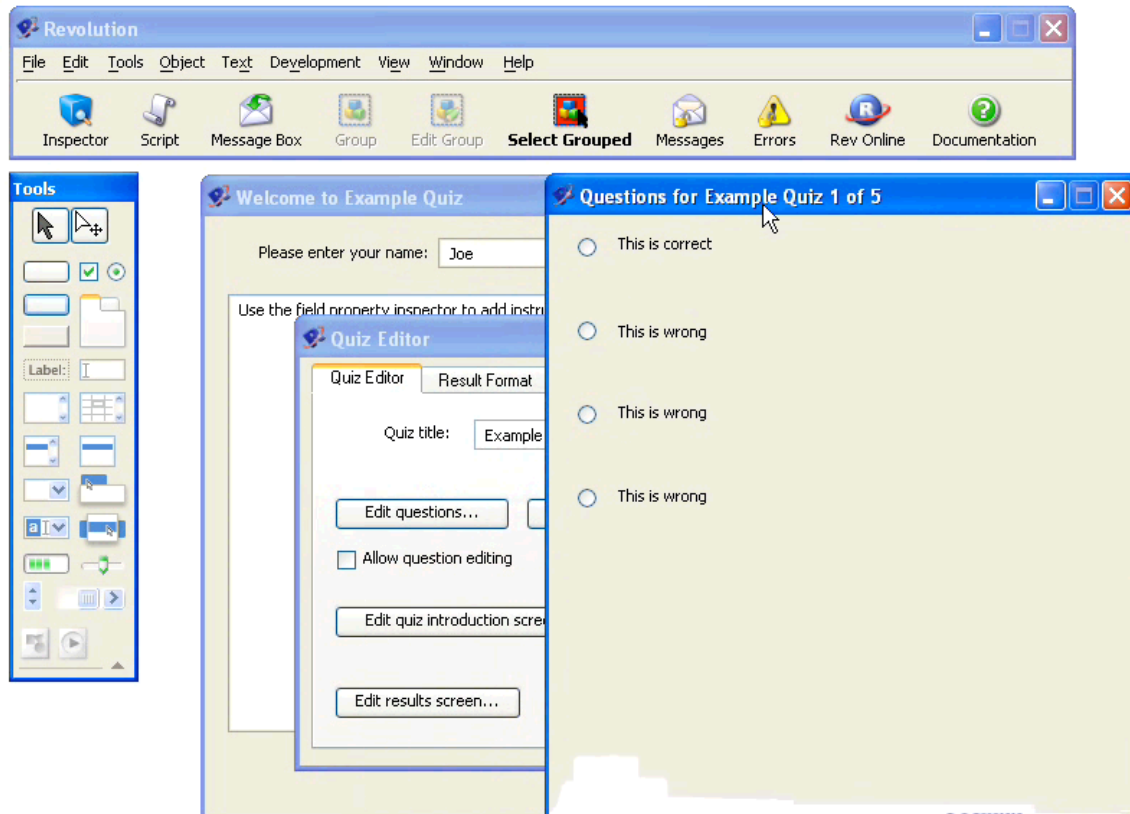 Revolution
File Edit Tools Object Text Development View Window Help
Inspector Script Message Box Group Edit Group Select Grouped Messages Errors Rev Online Documentation
Tools
Label:
a
Welcome to Example Quiz
Please enter your name: Joe
Use the field property inspector to add
Quiz Editor
Quiz Editor Result Format
Quiz title: Example
Edit questions...
Allow question editing
Edit quiz introduction
Edit results screen...
Questions for Example Quiz 1 of 5
This is correct
This is wrong
This is wrong
This is wrong